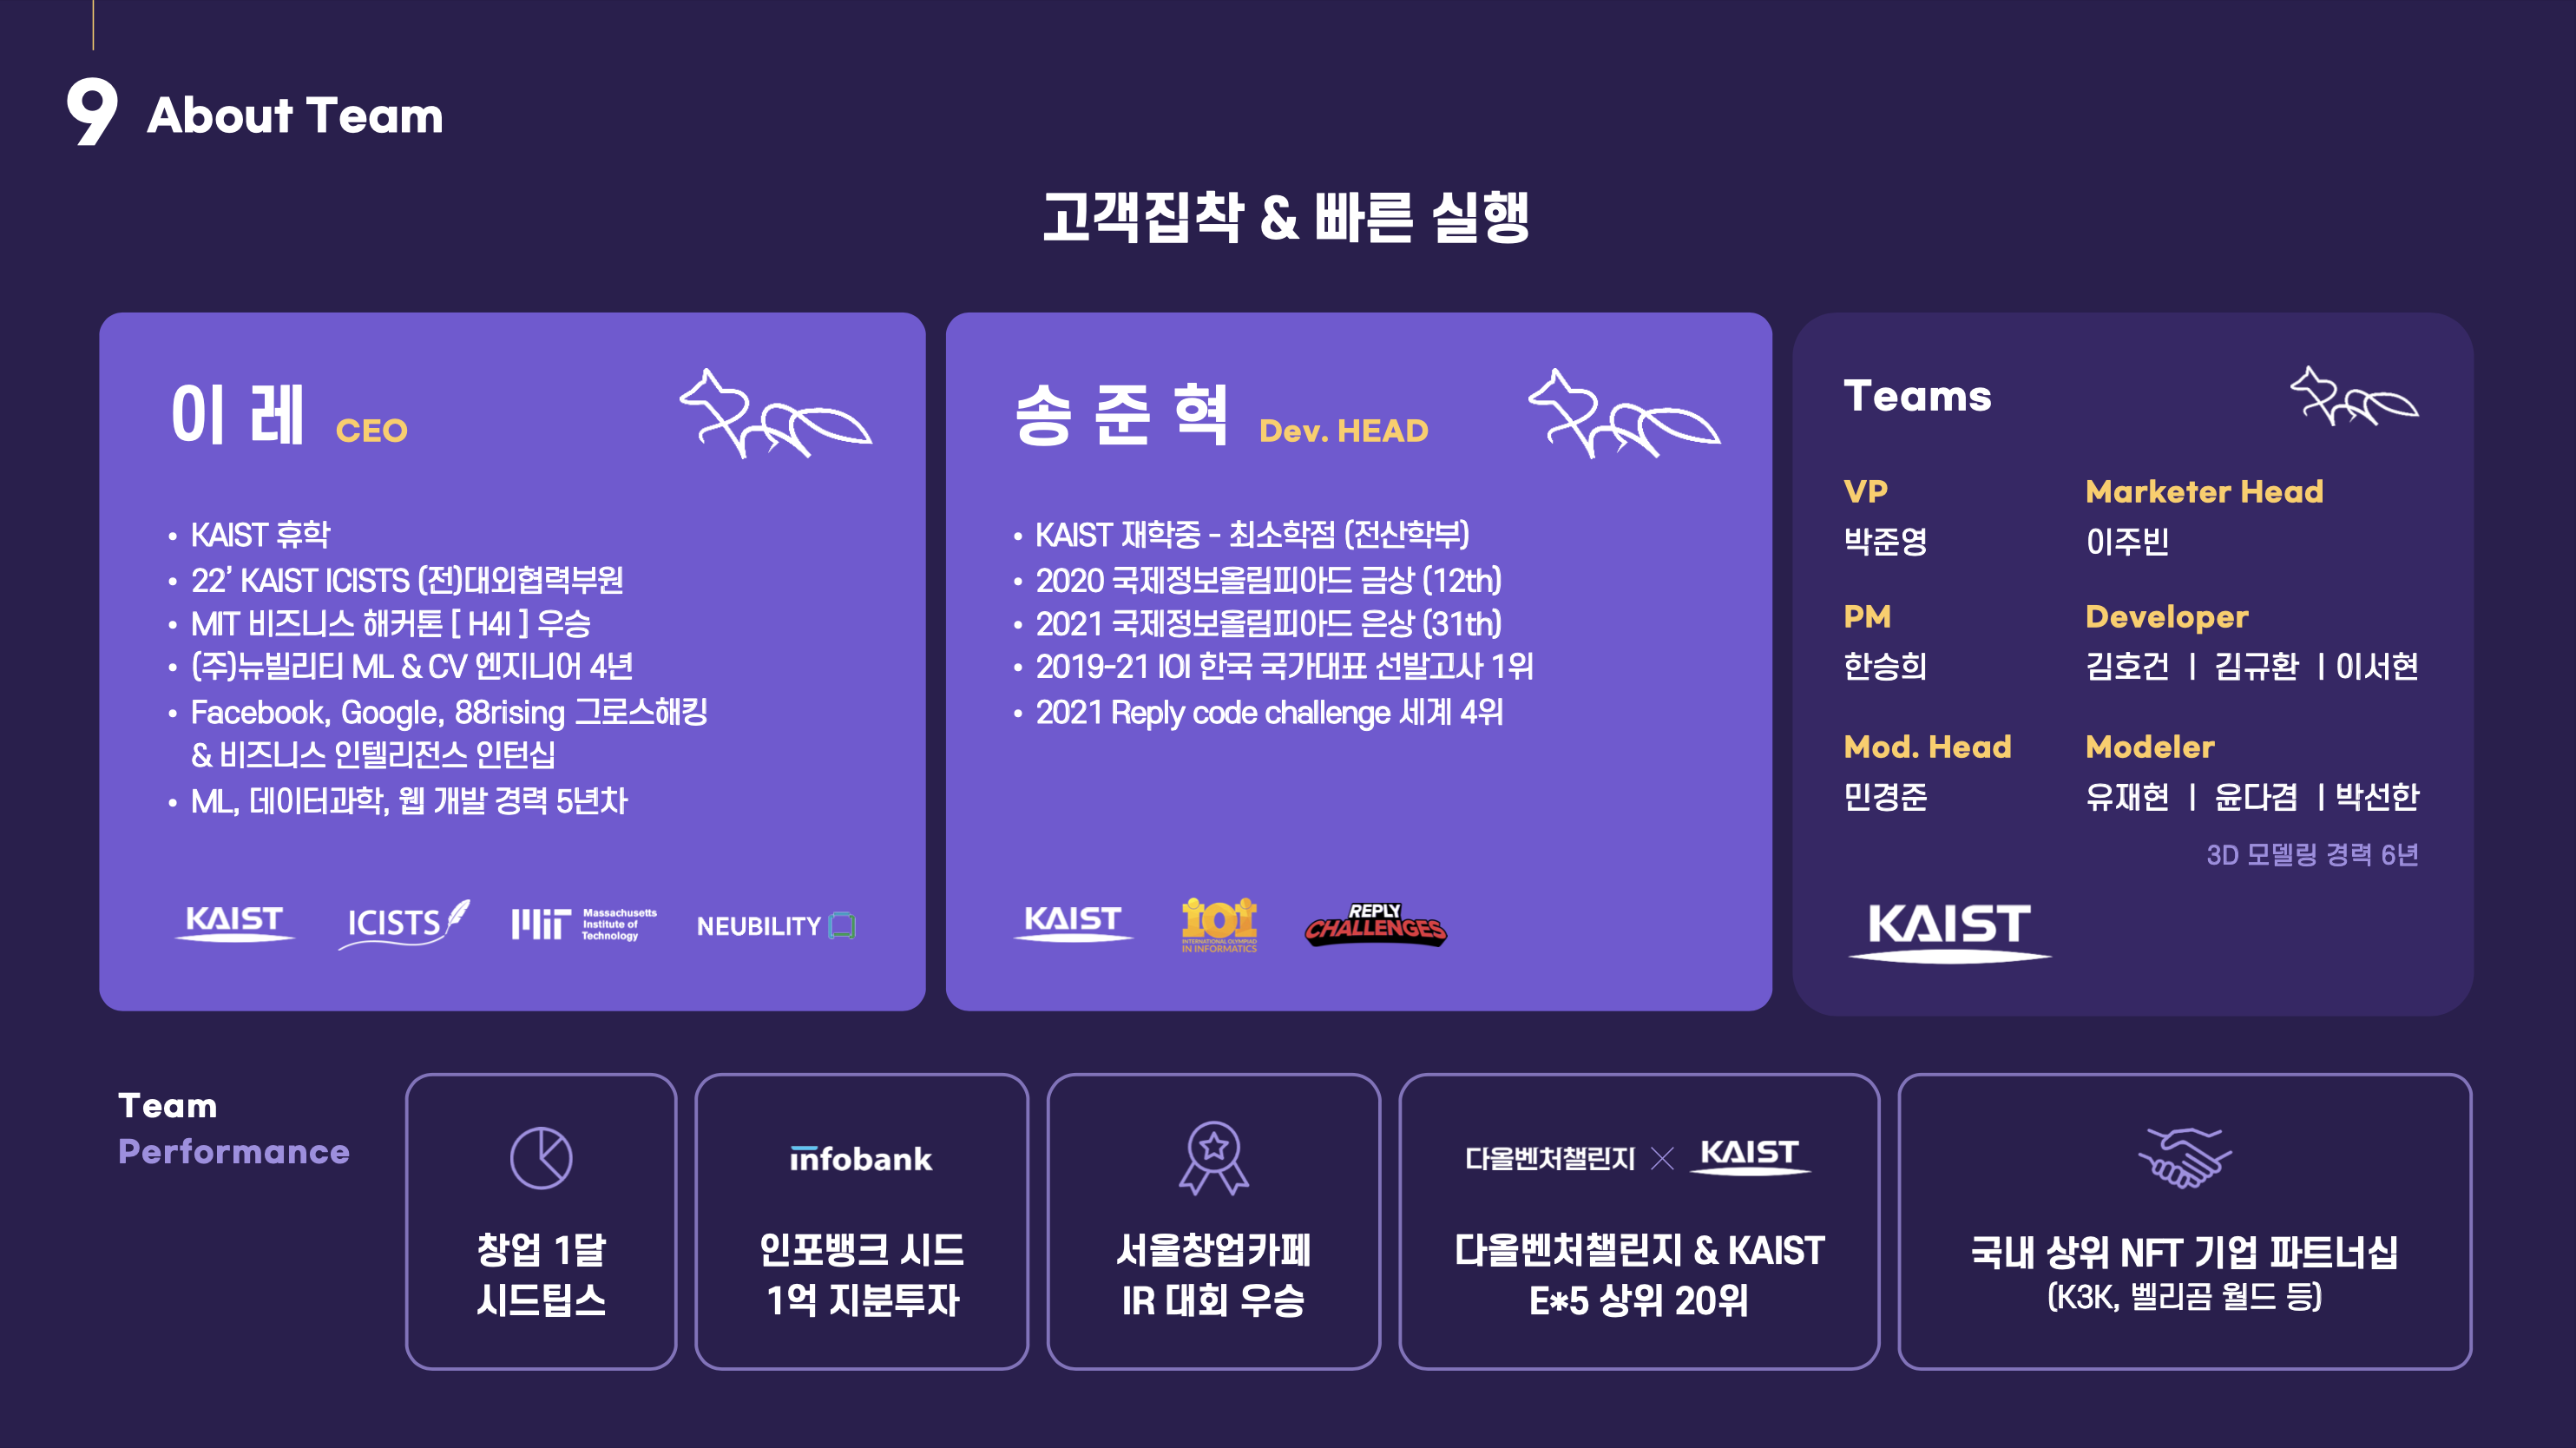 9 About Team
고객집착 & 빠른 실행
이 레 CEO
• KAIST 휴학
• 22’ KAIST ICISTS (전)대외협력부원
• MIT 비즈니스 해커톤 [ H4I ] 우승
• (주)뉴빌리티 ML & CV 엔지니어 4년
• Facebook, Google, 88rising 그로스해킹
& 비즈니스 인텔리전스 인턴십
• ML, 데이터과학, 웹 개발 경력 5년차
KAIST
ICISTS
MIT Massachusetts
Institute of
Technology
NEUBILITY
송 준 혁 Dev. HEAD
• KAIST 재학중 - 최소학점 (전산학부)
• 2020 국제정보올림피아드 금상 (12th)
• 2021 국제정보올림피아드 은상 (31th)
• 2019-21 IOI 한국 국가대표 선발고사 1위
• 2021 Reply code challenge 세계 4위
KAIST
ioi
INTERNATIONAL OLYMPIAD
IN INFORMATICS
REPLY
CHALLENGES
Teams
VP
박준영
Marketer Head
이주빈
PM
한승희
Developer
김호건 | 김규환 | 이서현
Mod. Head
민경준
Modeler
유재현 | 윤다겸 | 박선한
3D 모델링 경력 6년
KAIST
Team
Performance
창업 1달
시드팁스
infobank
인포뱅크 시드
1억 지분투자
서울창업카페
IR 대회 우승
다올벤처챌린지 × KAIST
다올벤처챌린지 & KAIST
E*5 상위 20위
국내 상위 NFT 기업 파트너십
(K3K, 벨리곰 월드 등)